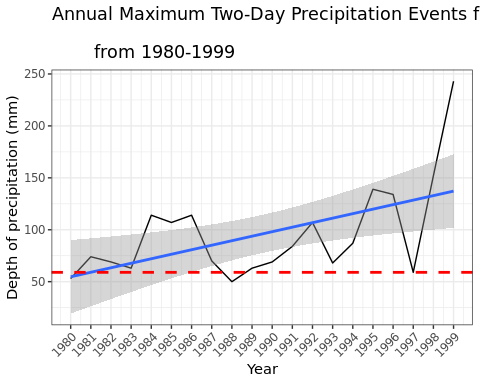 Annual Maximum Two-Day Precipitation Events f
from 1980-1999
Depth of precipitation (mm)
250
200
150
100
50
1980 1981 1982 1983 1984 1985 1986 1987 1988 1989 1990 1991 1992 1993 1994 1995 1996 1997 1998 1999
Year